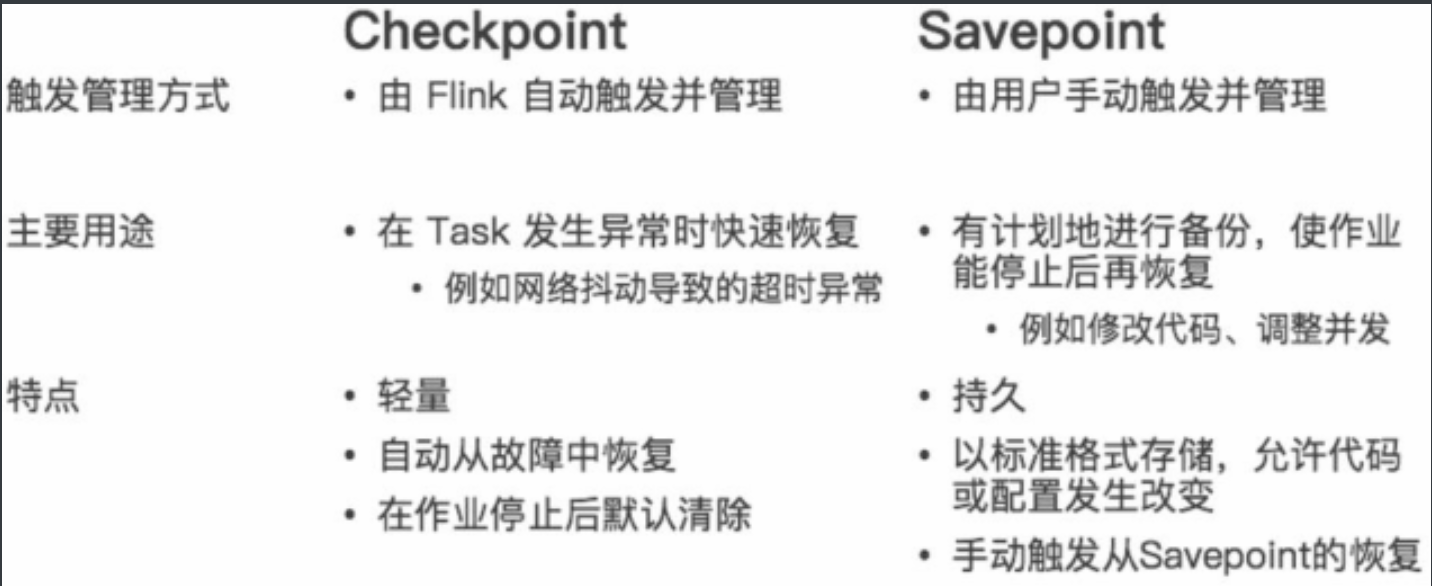 Checkpoint
Savepoint
触发管理方式
• 由 Flink 自动触发并管理
• 由用户手动触发并管理
主要用途
• 在 Task 发生异常时快速恢复
• 例如网络抖动导致的超时异常
• 有计划地进行备份，使作业
能停止后再恢复
• 例如修改代码、调整并发
特点
• 轻量
• 自动从故障中恢复
• 在作业停止后默认清除
• 持久
• 以标准格式存储，允许代码
或配置发生改变
• 手动触发从Savepoint的恢复